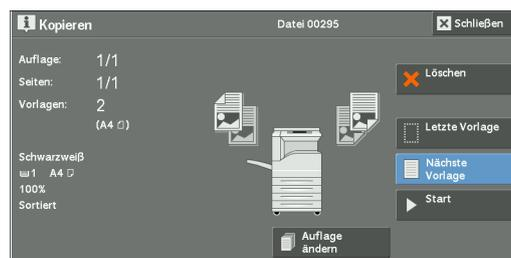 Kopieren
Datei 00295
Schließen
Auflage: 1/1
Seiten: 1/1
Vorlagen: 2
(A4)
Schwarzweiß
1 A4
100%
Sortiert
Löschen
Letzte Vorlage
Nächste
Vorlage
Start
Auflage
ändern